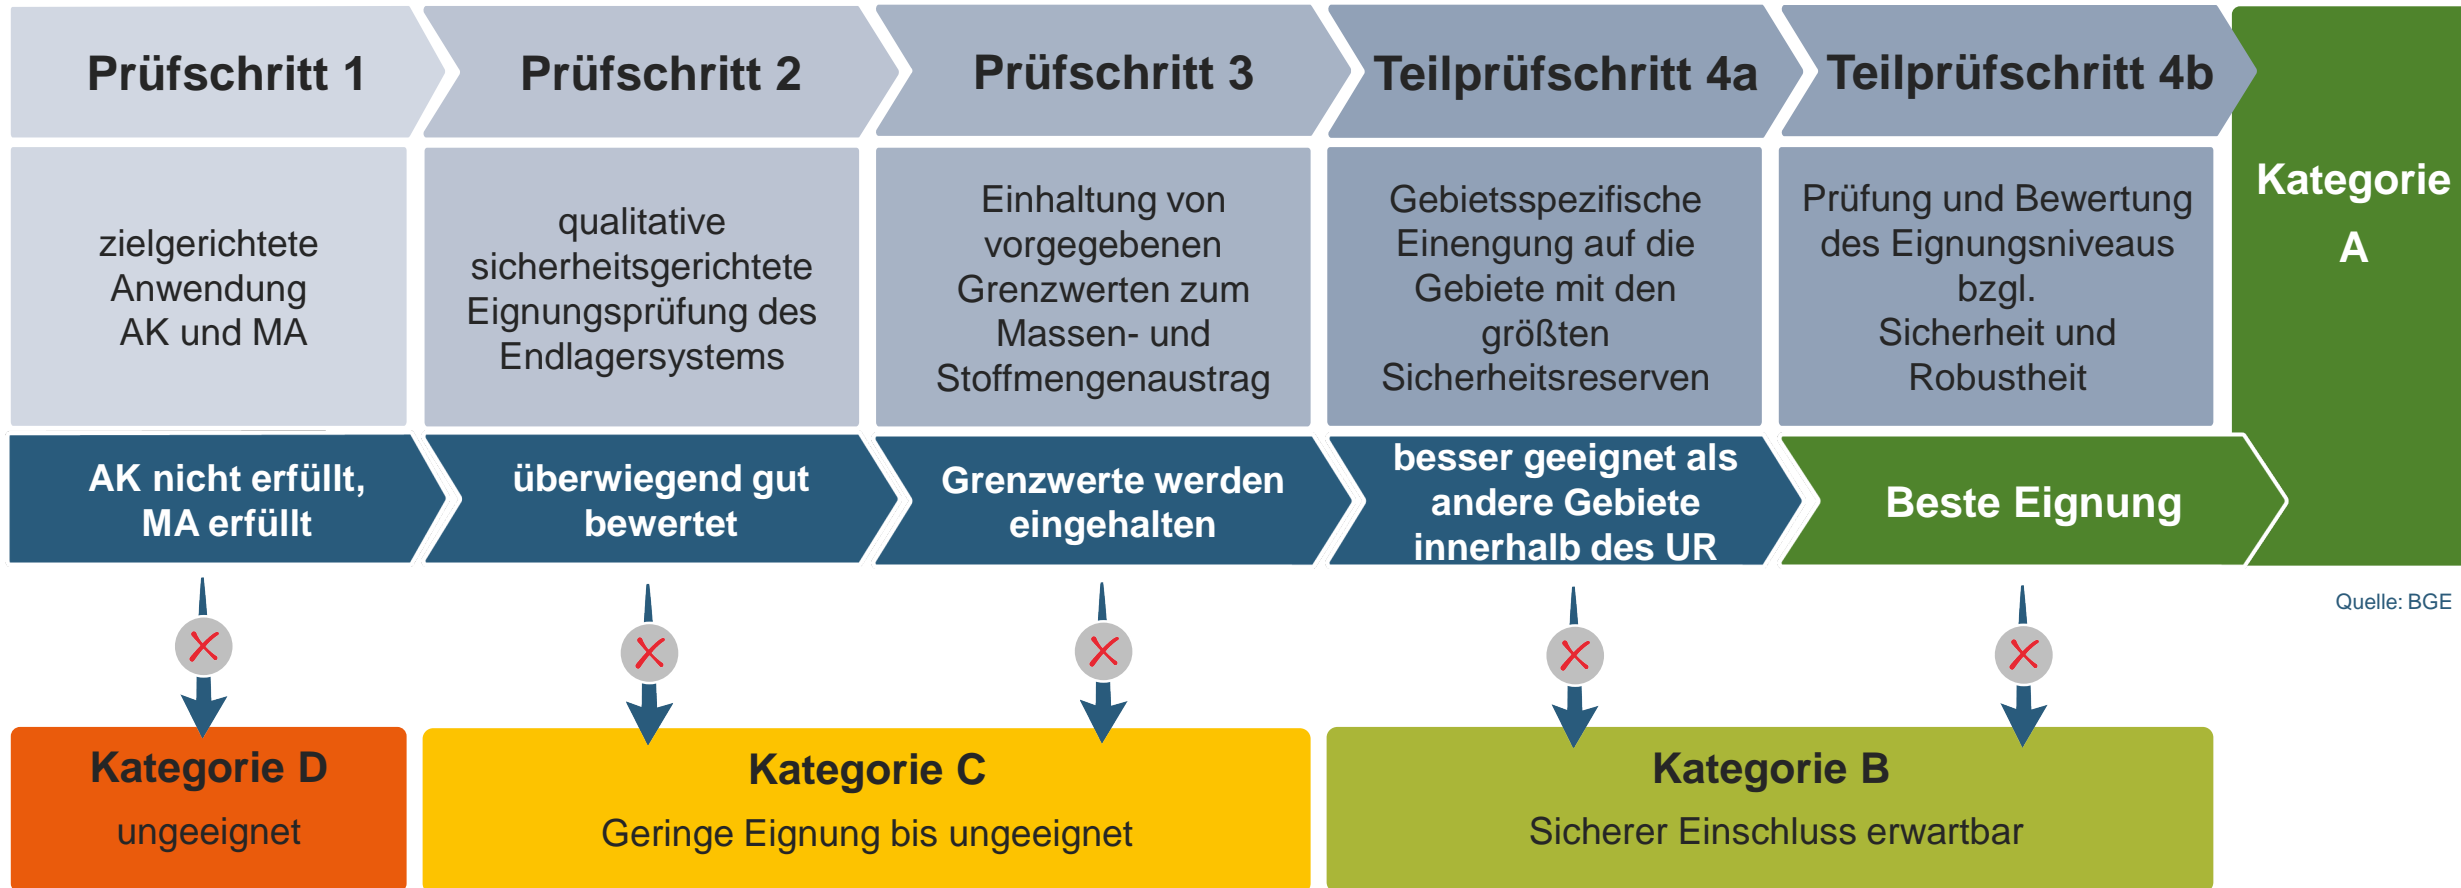 Prüfschritt 1
Prüfschritt 2
Prüfschritt 3
Teilprüfschritt 4a
Teilprüfschritt 4b
Kategorie
A
zielgerichtete
Anwendung
AK und MA
qualitative
sicherheitsgerichtete
Eignungsprüfung des
Endlagersystems
Einhaltung von
vorgegebenen
Grenzwerten zum
Massen- und
Stoffmengenaustrag
Gebietsspezifische
Einengung auf die
Gebiete mit den
größten
Sicherheitsreserven
Prüfung und Bewertung
des Eignungsniveaus
bzgl.
Sicherheit und
Robustheit
AK nicht erfüllt,
MA erfüllt
überwiegend gut
bewertet
Grenzwerte werden
eingehalten
besser geeignet als
andere Gebiete
innerhalb des UR
Beste Eignung
Quelle: BGE
Kategorie D
ungeeignet
Kategorie C
Geringe Eignung bis ungeeignet
Kategorie B
Sicherer Einschluss erwartbar